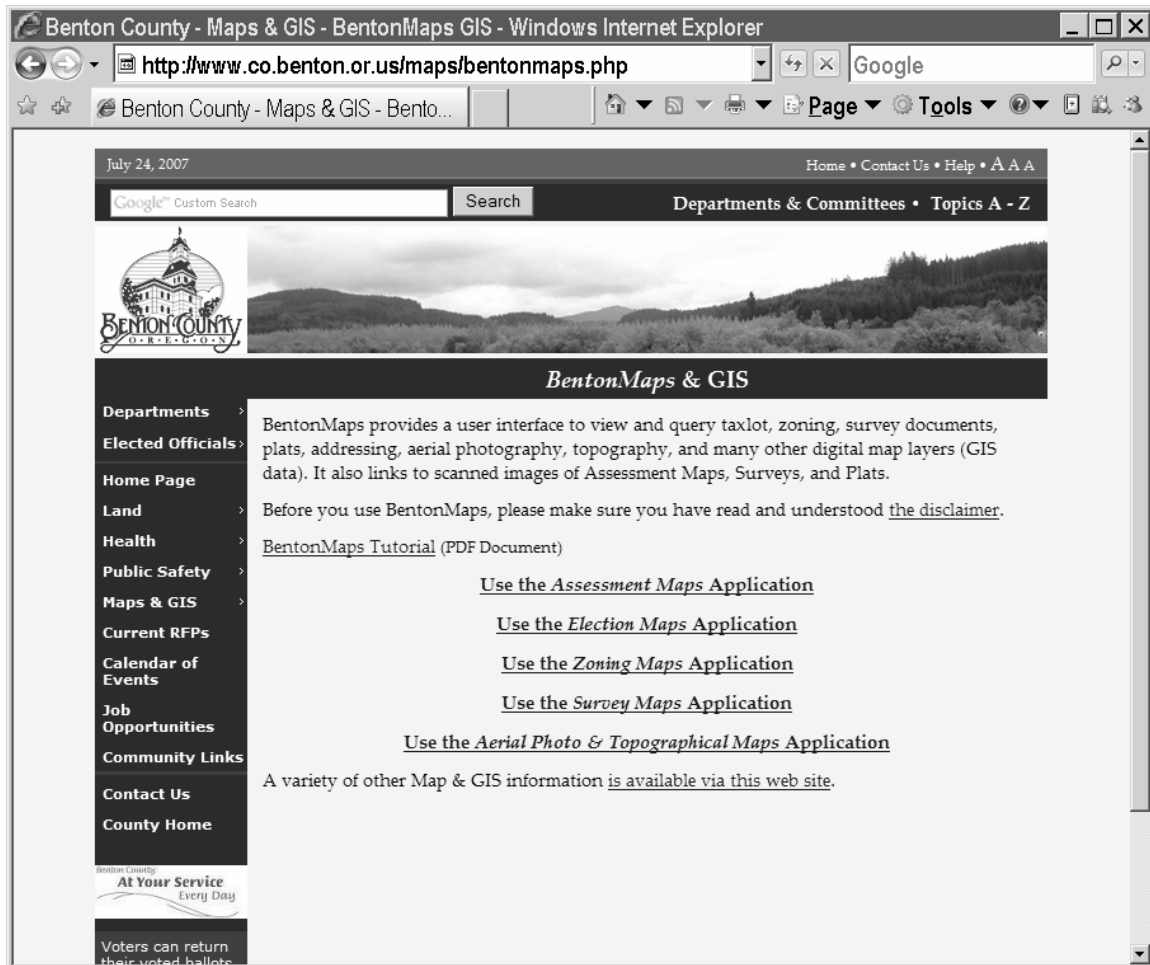 Benton County - Maps & GIS - BentonMaps GIS - Windows Internet Explorer
http://www.co.benton.or.us/maps/bentonmaps.php
Google
Benton County - Maps & GIS - Bento...
Page
Tools
July 24, 2007
Home • Contact Us • Help • A A A
Google™ Custom Search
Search
Departments & Committees • Topics A - Z
BENTON COUNTY
O·R·E·G·O·N
BentonMaps & GIS
Departments ›
Elected Officials ›
Home Page
Land ›
Health ›
Public Safety ›
Maps & GIS ›
Current RFPs
Calendar of
Events
Job
Opportunities
Community Links
Contact Us
County Home
Benton County:
At Your Service
Every Day
Voters can return
their voted ballots
BentonMaps provides a user interface to view and query taxlot, zoning, survey documents,
plats, addressing, aerial photography, topography, and many other digital map layers (GIS
data). It also links to scanned images of Assessment Maps, Surveys, and Plats.
Before you use BentonMaps, please make sure you have read and understood the disclaimer.
BentonMaps Tutorial (PDF Document)
Use the Assessment Maps Application
Use the Election Maps Application
Use the Zoning Maps Application
Use the Survey Maps Application
Use the Aerial Photo & Topographical Maps Application
A variety of other Map & GIS information is available via this web site.